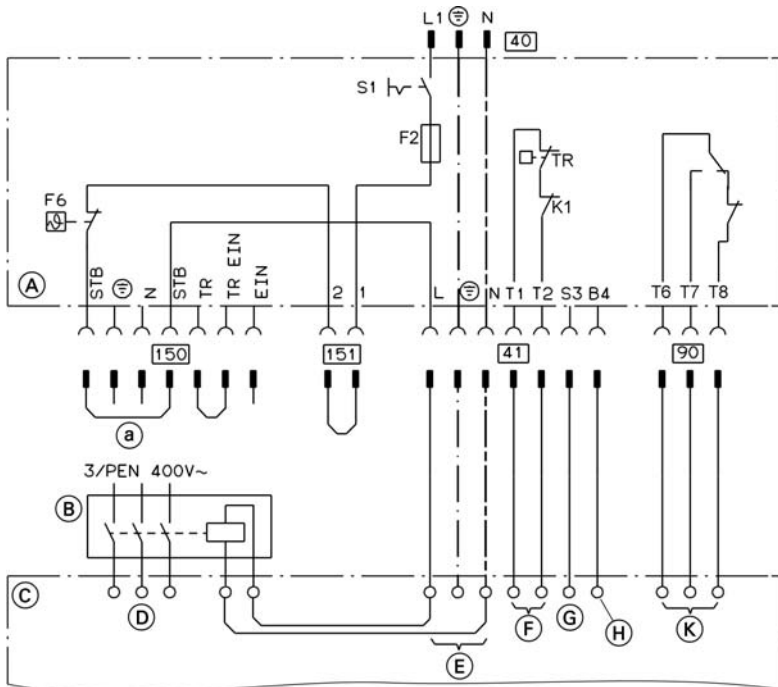 L1 ⏚ N 40
S1
F2
TR
F6
K1
A
STB ⏚ N STB TR TR EIN EIN 2 1 L ⏚ N T1 T2 S3 B4 T6 T7 T8
150 151 41 90
a
3/PEN 400V~
B
C
D F G H K
E